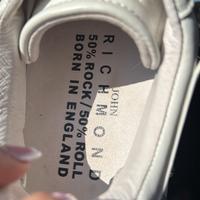 JOHN
RICHMOND
50% ROCK/50% ROLL
BORN IN ENGLAND